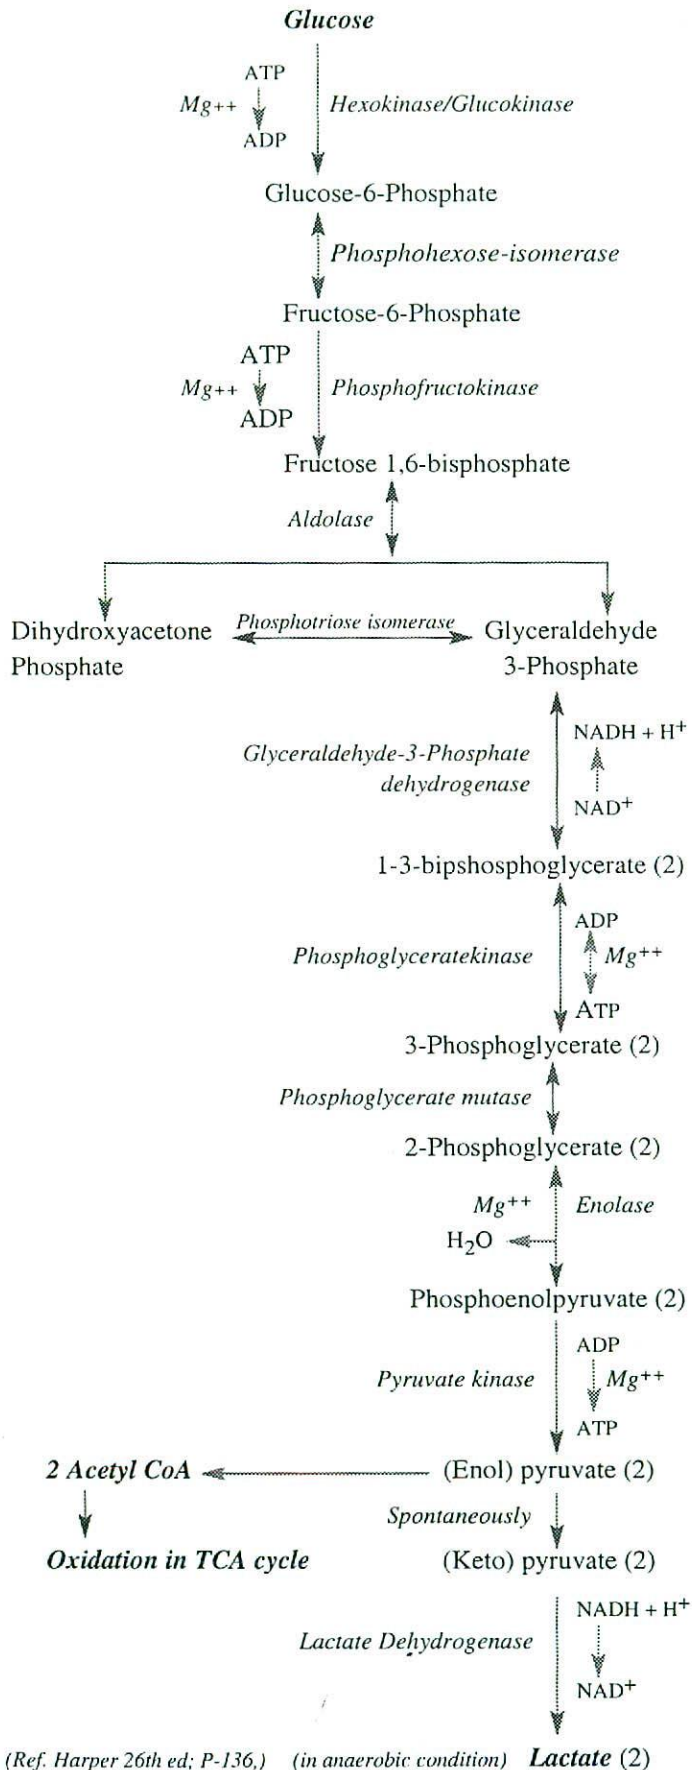 Glucose
ATP
Mg++
Hexokinase/Glucokinase
ADP
Glucose-6-Phosphate
Phosphohexose-isomerase
Fructose-6-Phosphate
ATP
Mg++
Phosphofructokinase
ADP
Fructose 1,6-bisphosphate
Aldolase
Dihydroxyacetone
Phosphate
Phosphotriose isomerase
Glyceraldehyde
3-Phosphate
NADH + H+
Glyceraldehyde-3-Phosphate
dehydrogenase
NAD+
1-3-bipshosphoglycerate (2)
ADP
Phosphoglyceratekinase
Mg++
ATP
3-Phosphoglycerate (2)
Phosphoglycerate mutase
2-Phosphoglycerate (2)
Mg++
Enolase
H2O
Phosphoenolpyruvate (2)
ADP
Pyruvate kinase
Mg++
ATP
2 Acetyl CoA
(Enol) pyruvate (2)
Spontaneously
Oxidation in TCA cycle
(Keto) pyruvate (2)
NADH + H+
Lactate Dehydrogenase
NAD+
(Ref. Harper 26th ed; P-136,) (in anaerobic condition) Lactate (2)